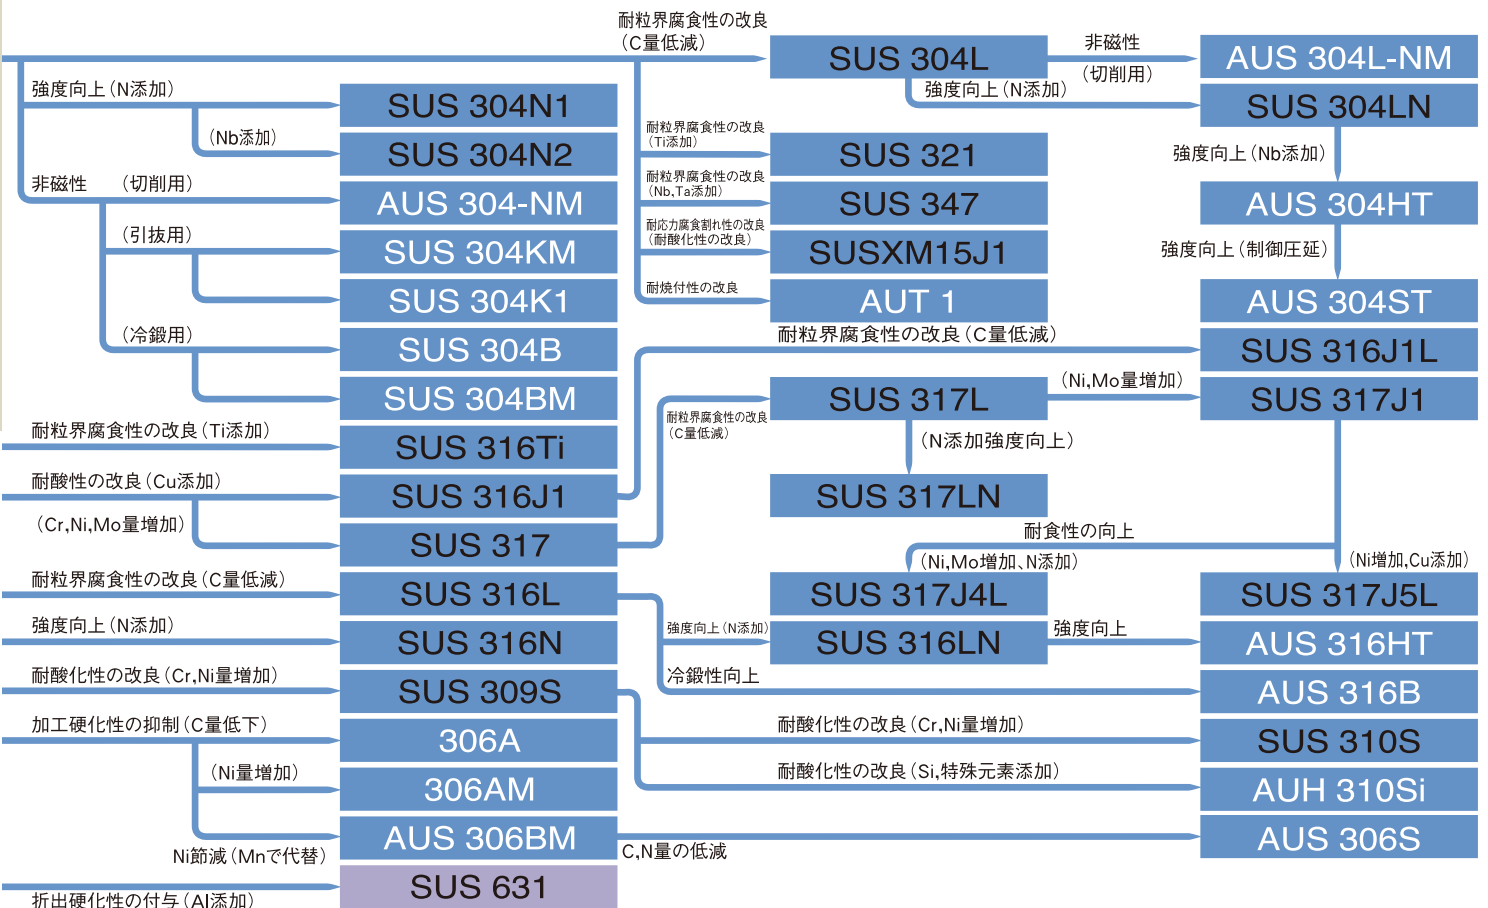 耐粒界腐食性の改良
(C量低減)
SUS 304L
非磁性
(切削用)
AUS 304L-NM
強度向上(N添加)
SUS 304N1
強度向上(N添加)
SUS 304LN
(Nb添加)
SUS 304N2
耐粒界腐食性の改良
(Ti添加)
SUS 321
強度向上(Nb添加)
非磁性
(切削用)
AUS 304-NM
耐粒界腐食性の改良
(Nb,Ta添加)
SUS 347
AUS 304HT
(引抜用)
SUS 304KM
耐応力腐食割れ性の改良
(耐酸化性の改良)
SUSXM15J1
強度向上(制御圧延)
SUS 304K1
耐焼付性の改良
AUT 1
AUS 304ST
(冷鍛用)
SUS 304B
耐粒界腐食性の改良(C量低減)
SUS 316J1L
SUS 304BM
耐粒界腐食性の改良
(C量低減)
SUS 317L
(Ni,Mo量増加)
SUS 317J1
耐粒界腐食性の改良(Ti添加)
SUS 316Ti
(N添加強度向上)
耐酸性の改良(Cu添加)
SUS 316J1
SUS 317LN
(Cr,Ni,Mo量増加)
SUS 317
耐食性の向上
(Ni,Mo増加、N添加)
(Ni増加,Cu添加)
耐粒界腐食性の改良(C量低減)
SUS 316L
SUS 317J4L
SUS 317J5L
強度向上(N添加)
SUS 316N
強度向上(N添加)
SUS 316LN
強度向上
AUS 316HT
耐酸化性の改良(Cr,Ni量増加)
SUS 309S
冷鍛性向上
AUS 316B
加工硬化性の抑制(C量低下)
306A
耐酸化性の改良(Cr,Ni量増加)
SUS 310S
(Ni量増加)
306AM
耐酸化性の改良(Si,特殊元素添加)
AUH 310Si
Ni節減(Mnで代替)
AUS 306BM
C,N量の低減
AUS 306S
SUS 631
折出硬化性の付与(Al添加)